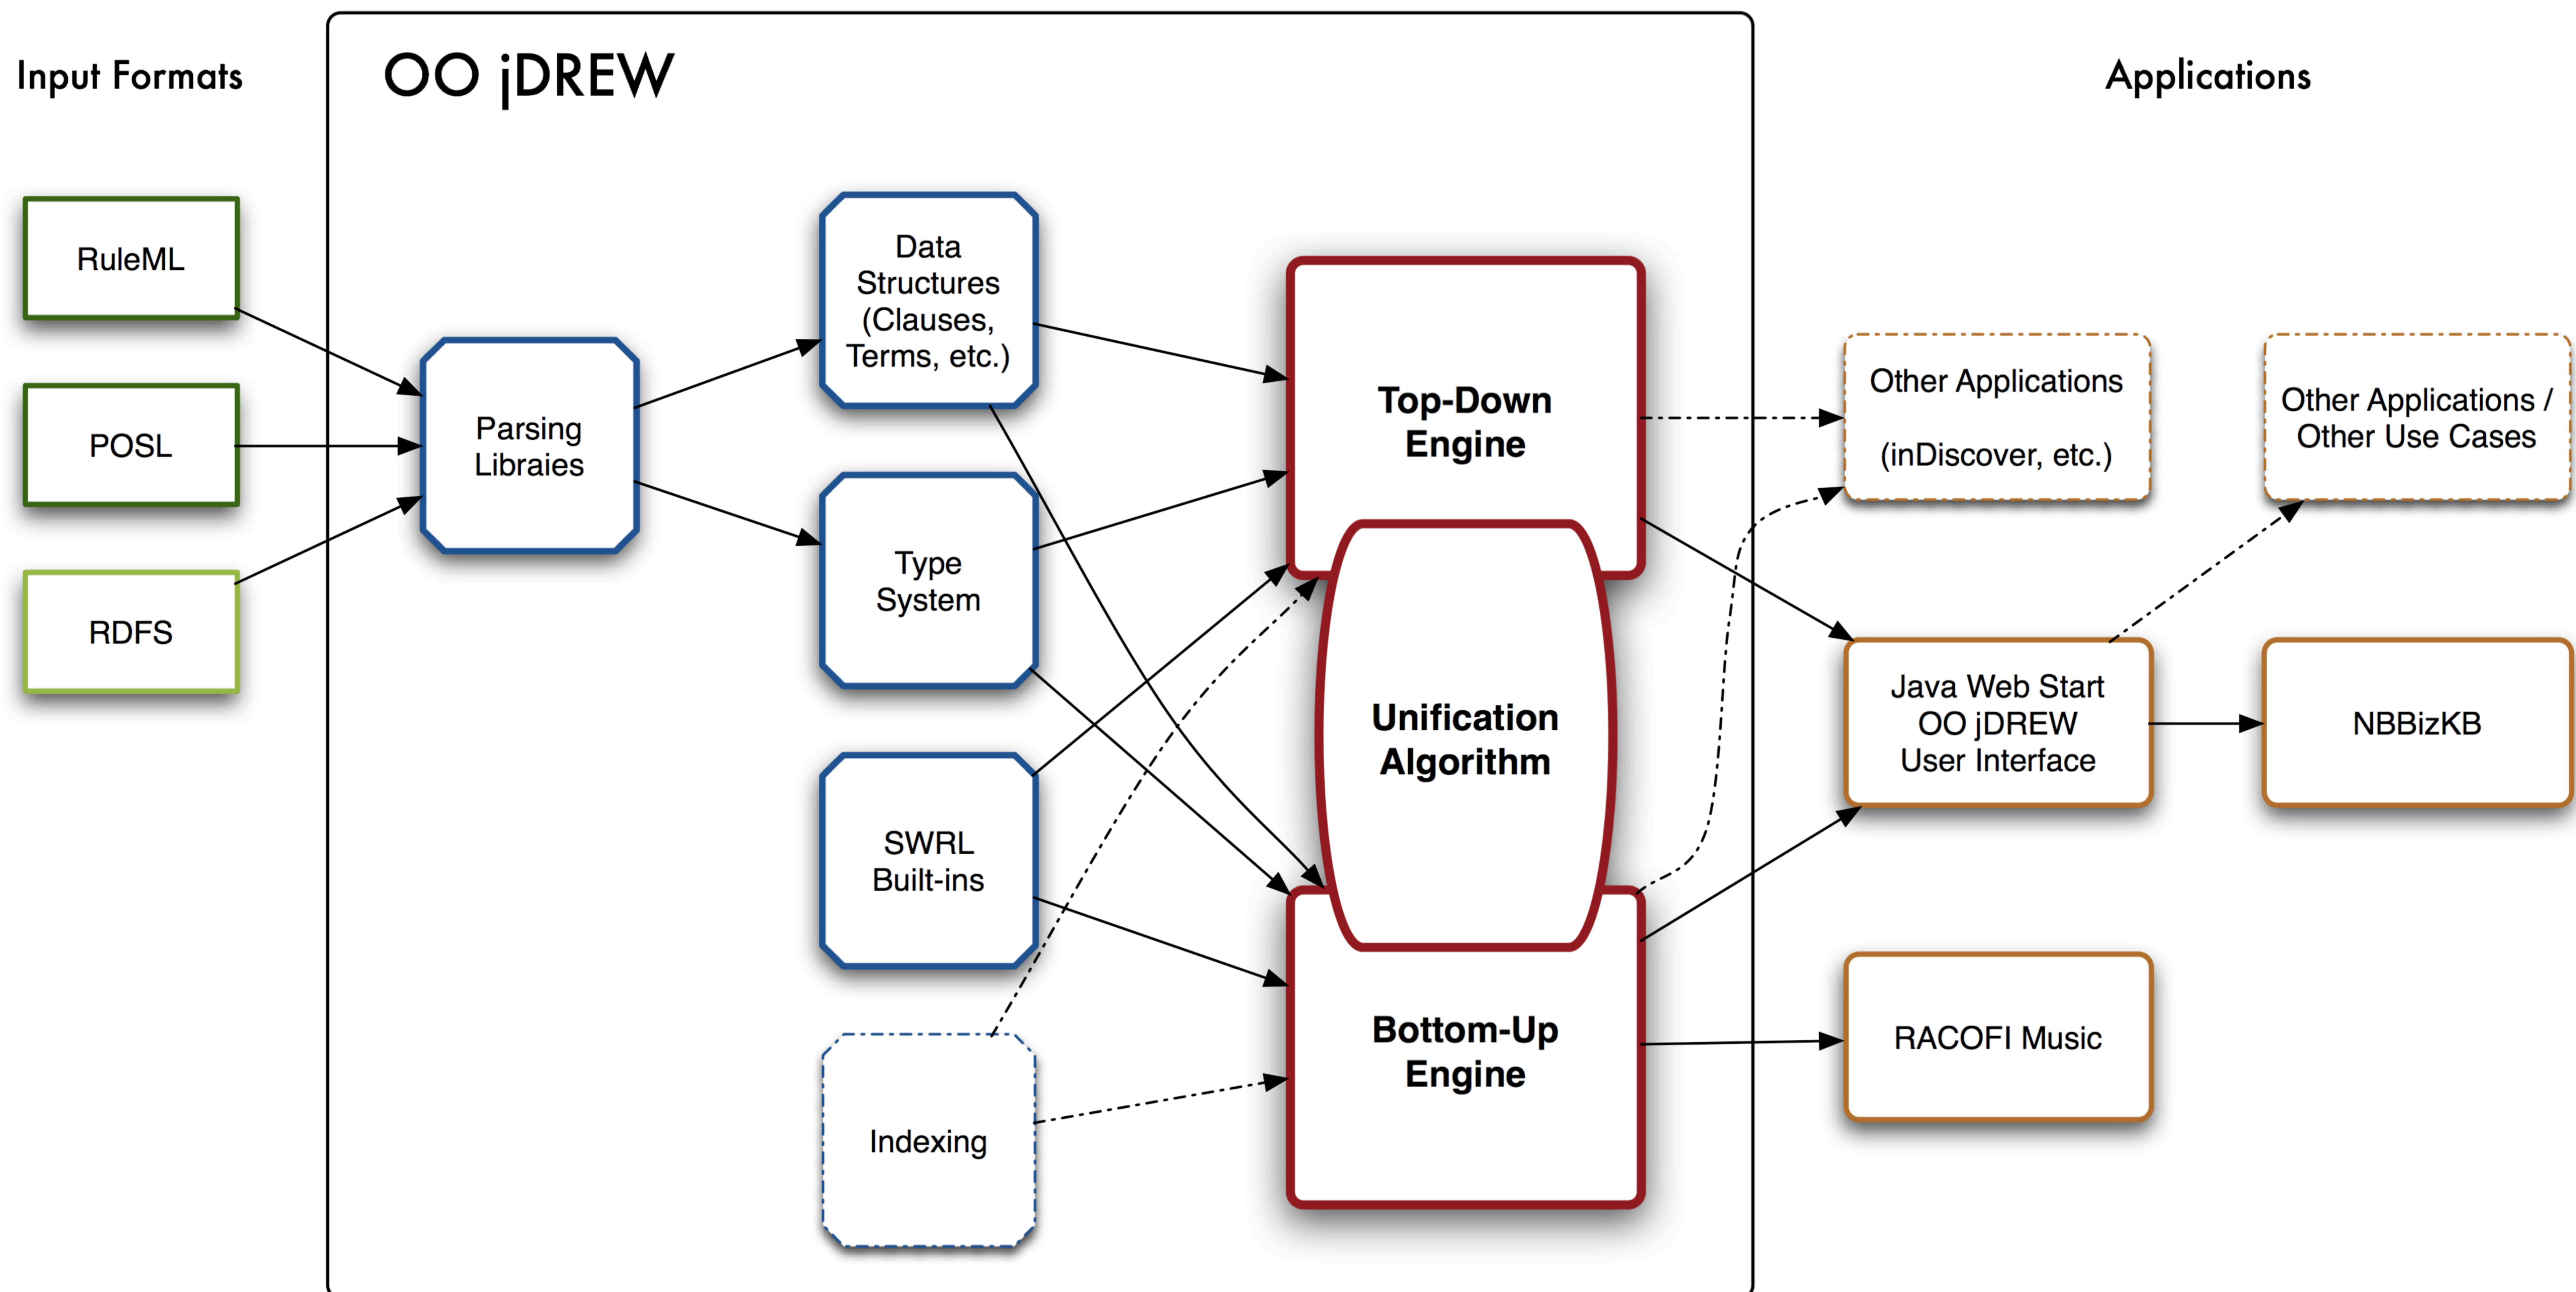 Input Formats
OO jDREW
Applications
RuleML
POSL
RDFS
Parsing
Libraies
Data
Structures
(Clauses,
Terms, etc.)
Type
System
SWRL
Built-ins
Indexing
Top-Down
Engine
Unification
Algorithm
Bottom-Up
Engine
Other Applications
(inDiscover, etc.)
Other Applications /
Other Use Cases
Java Web Start
OO jDREW
User Interface
NBBizKB
RACOFI Music